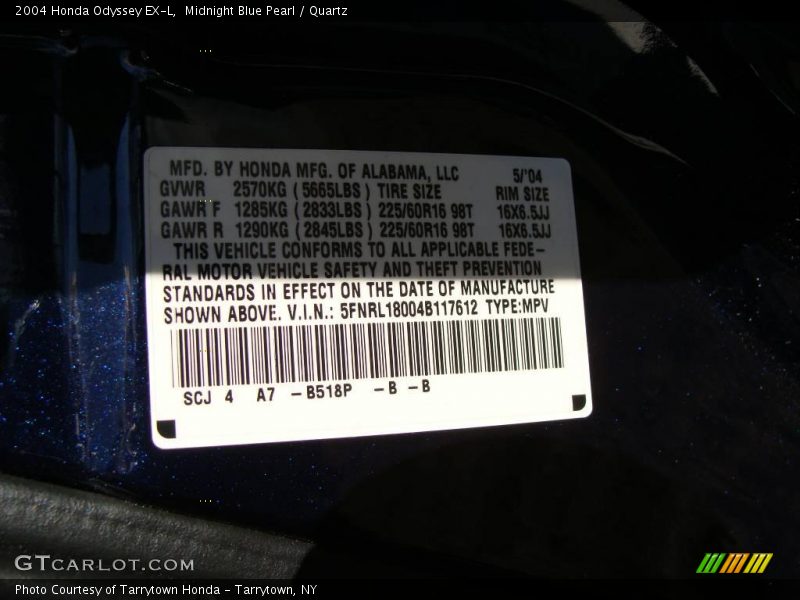 2004 Honda Odyssey EX-L,  Midnight Blue Pearl / Quartz
MFD. BY HONDA MFG. OF ALABAMA, LLC 5/'04
GVWR 2570KG (5665LBS) TIRE SIZE RIM SIZE
GAWR F 1285KG (2833LBS) 225/60R16 98T 16X6.5JJ
GAWR R 1290KG (2845LBS) 225/60R16 98T 16X6.5JJ
THIS VEHICLE CONFORMS TO ALL APPLICABLE FEDE-
RAL MOTOR VEHICLE SAFETY AND THEFT PREVENTION
STANDARDS IN EFFECT ON THE DATE OF MANUFACTURE
SHOWN ABOVE. V.I.N.: 5FNRL18004B117612 TYPE:MPV
SCJ 4 A7 -B518P -B -B
GTCARLOT.COM
Photo Courtesy of Tarrytown Honda - Tarrytown, NY